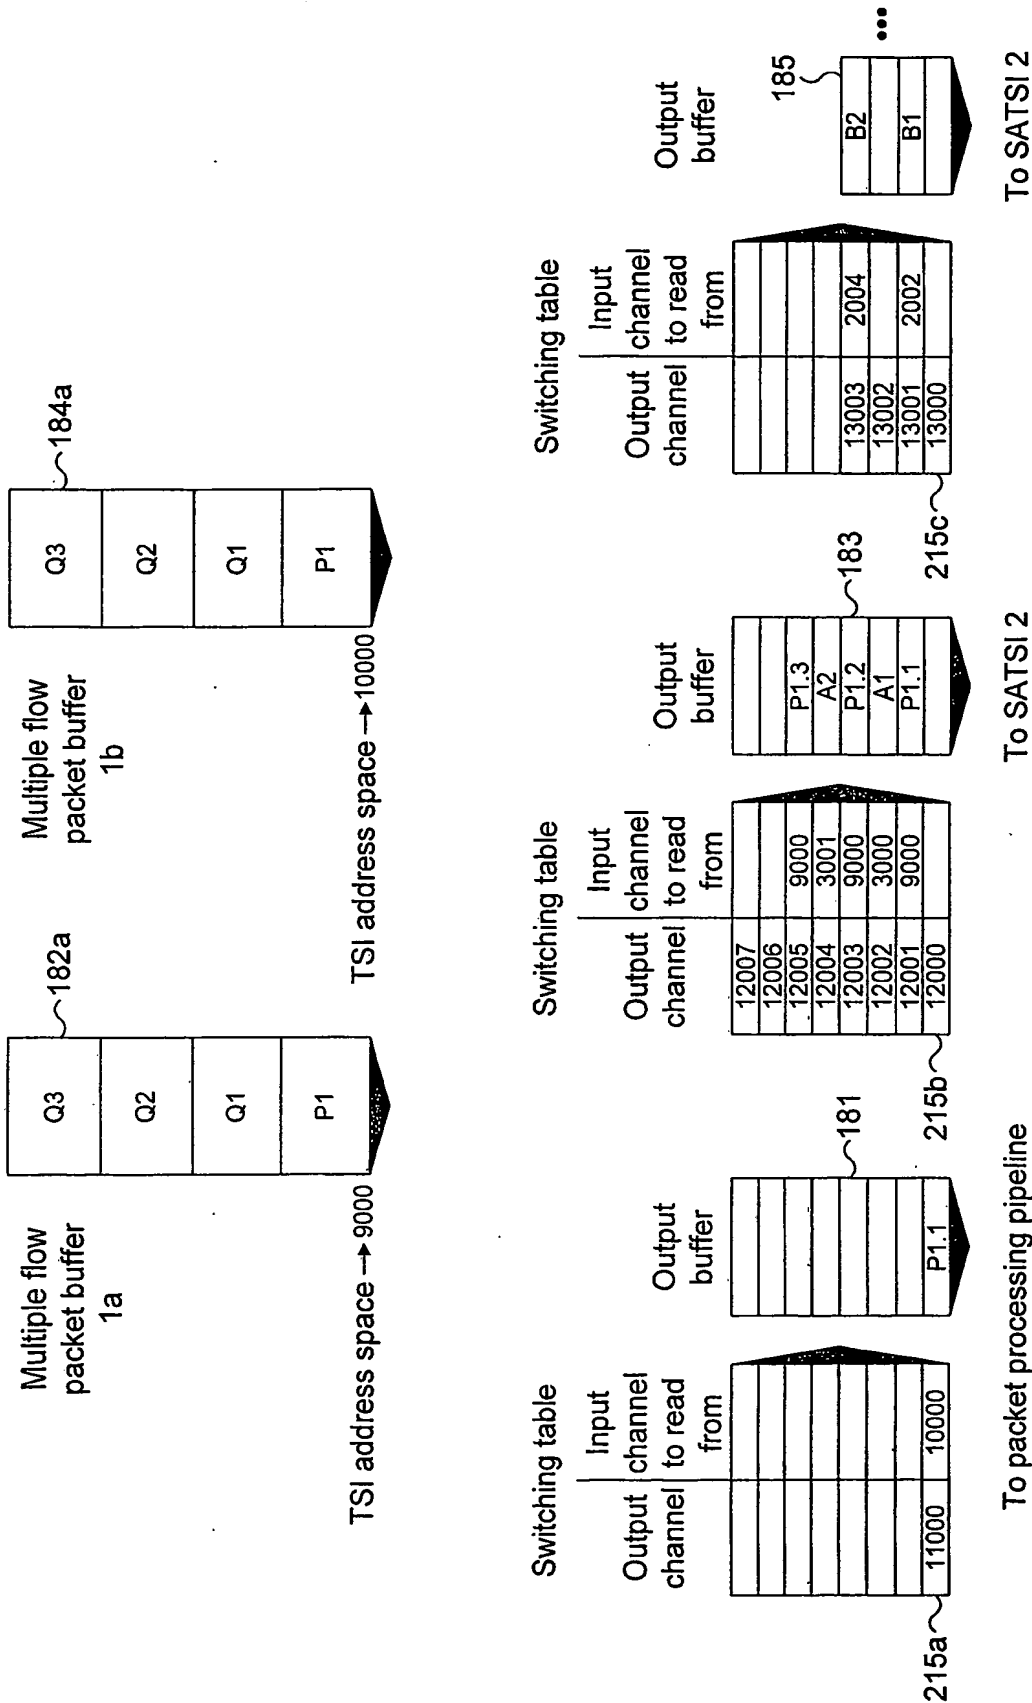 Multiple flow
packet buffer
1a
182a
Q3
Q2
Q1
P1
TSI address space
9000
Multiple flow
packet buffer
1b
184a
Q3
Q2
Q1
P1
TSI address space
10000
Switching table
Output
channel
Input
channel
to read
from
11000
10000
215a
Output
buffer
181
P1.1
To packet processing pipeline
Switching table
Output
channel
Input
channel
to read
from
12007
12006
12005 9000
12004 3001
12003 9000
12002 3000
12001 9000
12000
215b
Output
buffer
183
P1.3
A2
P1.2
A1
P1.1
To SATSI 2
Switching table
Output
channel
Input
channel
to read
from
13003 2004
13002
13001 2002
13000
215c
Output
buffer
185
B2
B1
•••
To SATSI 2